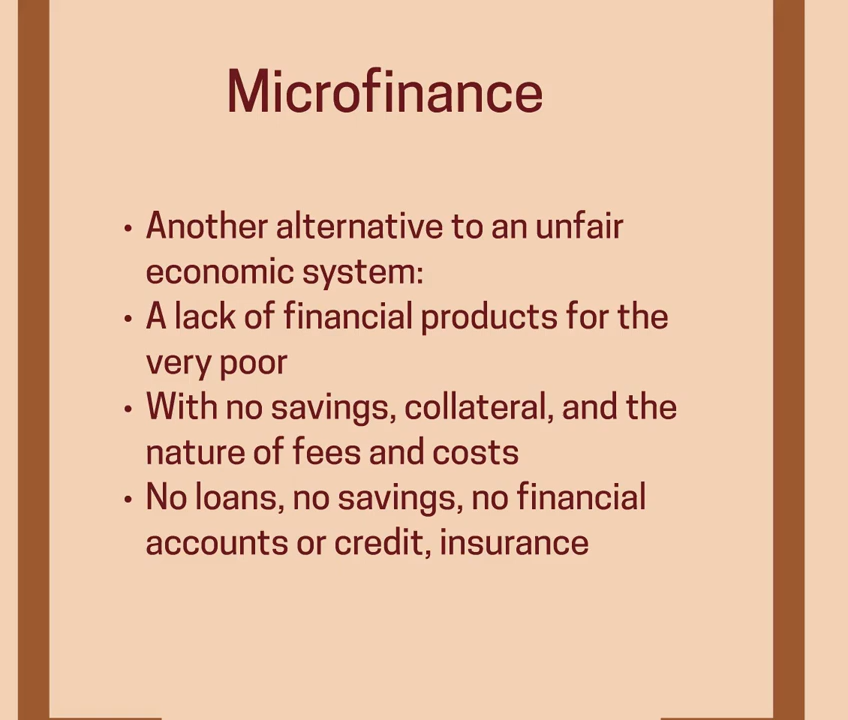 Microfinance
• Another alternative to an unfair
economic system:
• A lack of financial products for the
very poor
• With no savings, collateral, and the
nature of fees and costs
• No loans, no savings, no financial
accounts or credit, insurance